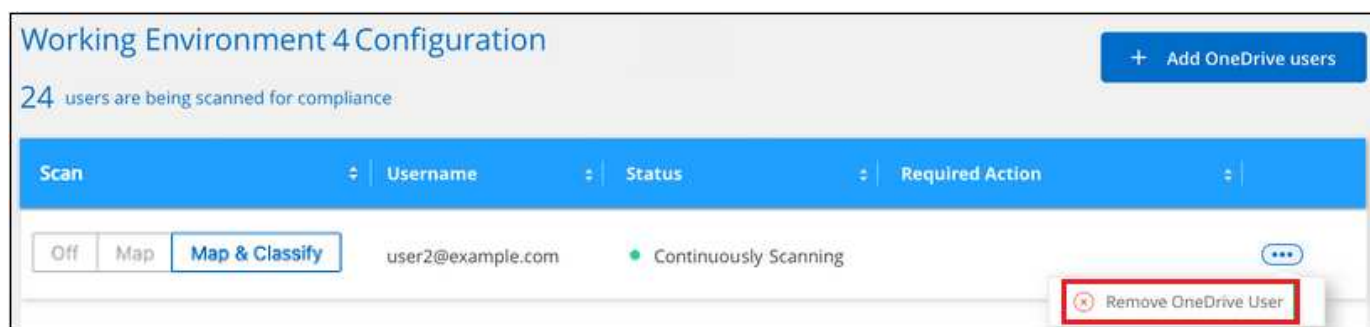 Working Environment 4 Configuration
+ Add OneDrive users
24 users are being scanned for compliance
Scan Username Status Required Action
Off Map Map & Classify user2@example.com Continuously Scanning
Remove OneDrive User